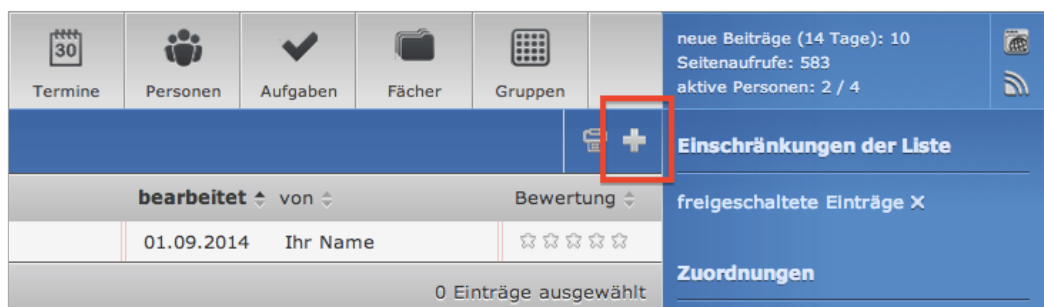 30
Termine
Personen
Aufgaben
Fächer
Gruppen
neue Beiträge (14 Tage): 10
Seitenaufrufe: 583
aktive Personen: 2 / 4
Einschränkungen der Liste
bearbeitet von Bewertung
freigeschaltete Einträge X
01.09.2014 Ihr Name
Zuordnungen
0 Einträge ausgewählt